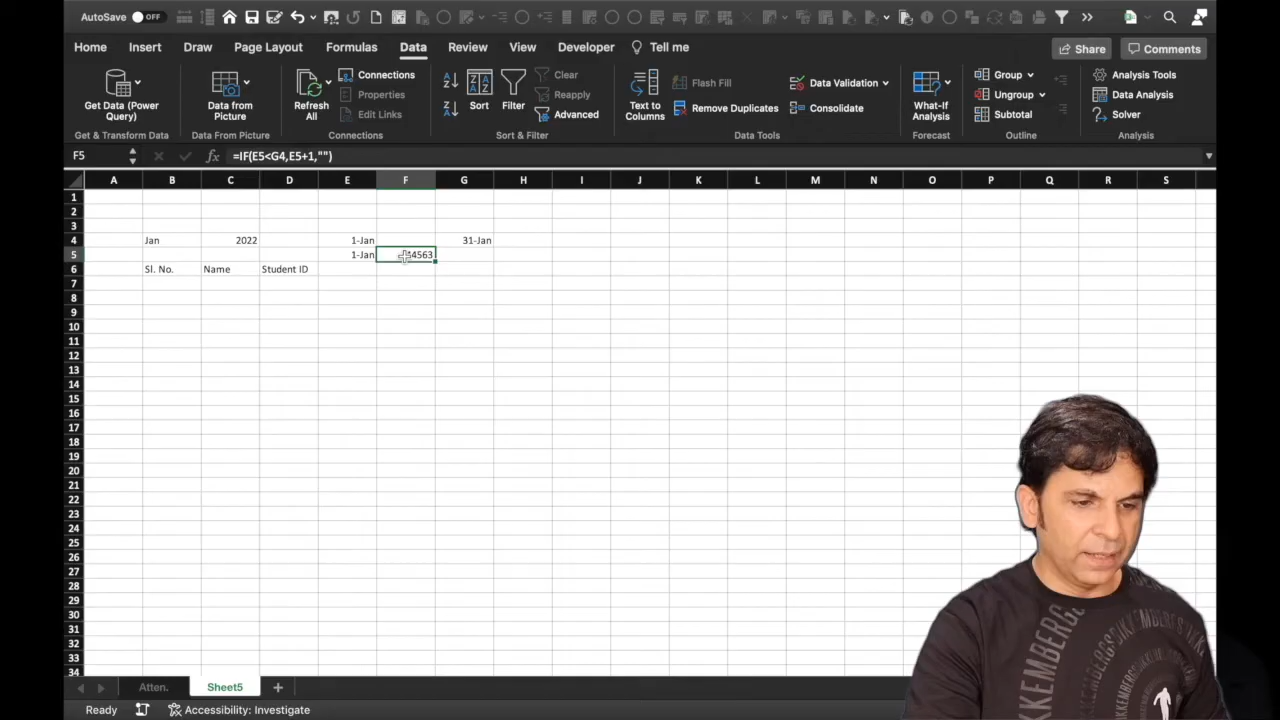 AutoSave OFF
Home Insert Draw Page Layout Formulas Data Review View Developer Tell me Share Comments
Get Data (Power Query)
Get & Transform Data
Data from Picture
Data From Picture
Refresh All
Connections
Properties
Edit Links
Connections
Sort
Filter
Clear
Reapply
Advanced
Sort & Filter
Text to Columns
Flash Fill
Remove Duplicates
Data Validation
Consolidate
Data Tools
What-If Analysis
Forecast
Group
Ungroup
Subtotal
Outline
Analysis Tools
Data Analysis
Solver
Analysis
F5 fx =IF(E5<G4,E5+1,"")
A B C D E F G H I J K L M N O P Q R S
1
2
3
4 Jan 2022 1-Jan 31-Jan
5 1-Jan 4563
6 Sl. No. Name Student ID
7
8
9
10
11
12
13
14
15
16
17
18
19
20
21
22
23
24
25
26
27
28
29
30
31
32
33
34
Atten. Sheet5 +
Ready Accessibility: Investigate